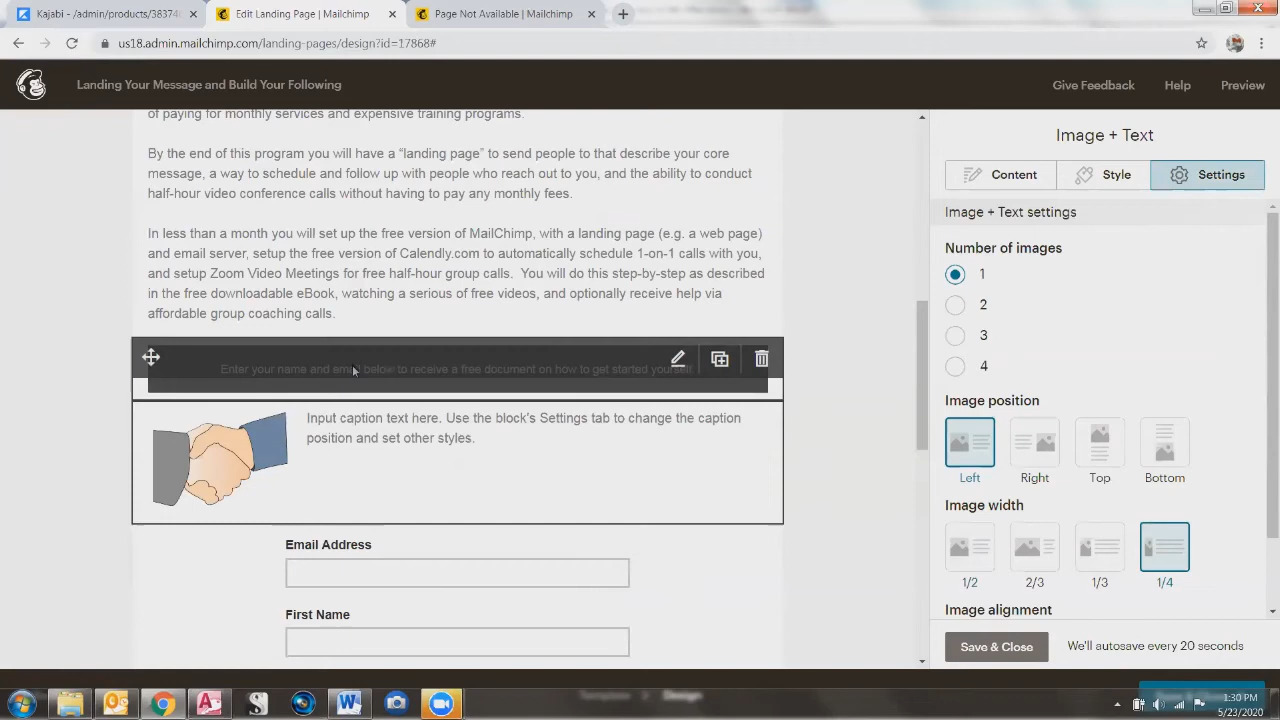 Kajabi - /admin/products/38374
Edit Landing Page | Mailchimp
Page Not Available | Mailchimp
us18.admin.mailchimp.com/landing-pages/design?id=17868#
Landing Your Message and Build Your Following
Give Feedback
Help
Preview
of paying for monthly services and expensive training programs.
By the end of this program you will have a “landing page” to send people to that describe your core
message, a way to schedule and follow up with people who reach out to you, and the ability to conduct
half-hour video conference calls without having to pay any monthly fees.
In less than a month you will set up the free version of MailChimp, with a landing page (e.g. a web page)
and email server, setup the free version of Calendly.com to automatically schedule 1-on-1 calls with you,
and setup Zoom Video Meetings for free half-hour group calls. You will do this step-by-step as described
in the free downloadable eBook, watching a serious of free videos, and optionally receive help via
affordable group coaching calls.
Enter your name and email below to receive a free document on how to get started yourself
Input caption text here. Use the block's Settings tab to change the caption
position and set other styles.
Email Address
First Name
Image + Text
Content
Style
Settings
Image + Text settings
Number of images
1
2
3
4
Image position
Left
Right
Top
Bottom
Image width
1/2
2/3
1/3
1/4
Image alignment
Save & Close
We'll autosave every 20 seconds
Template
Design
1:30 PM
5/23/2020